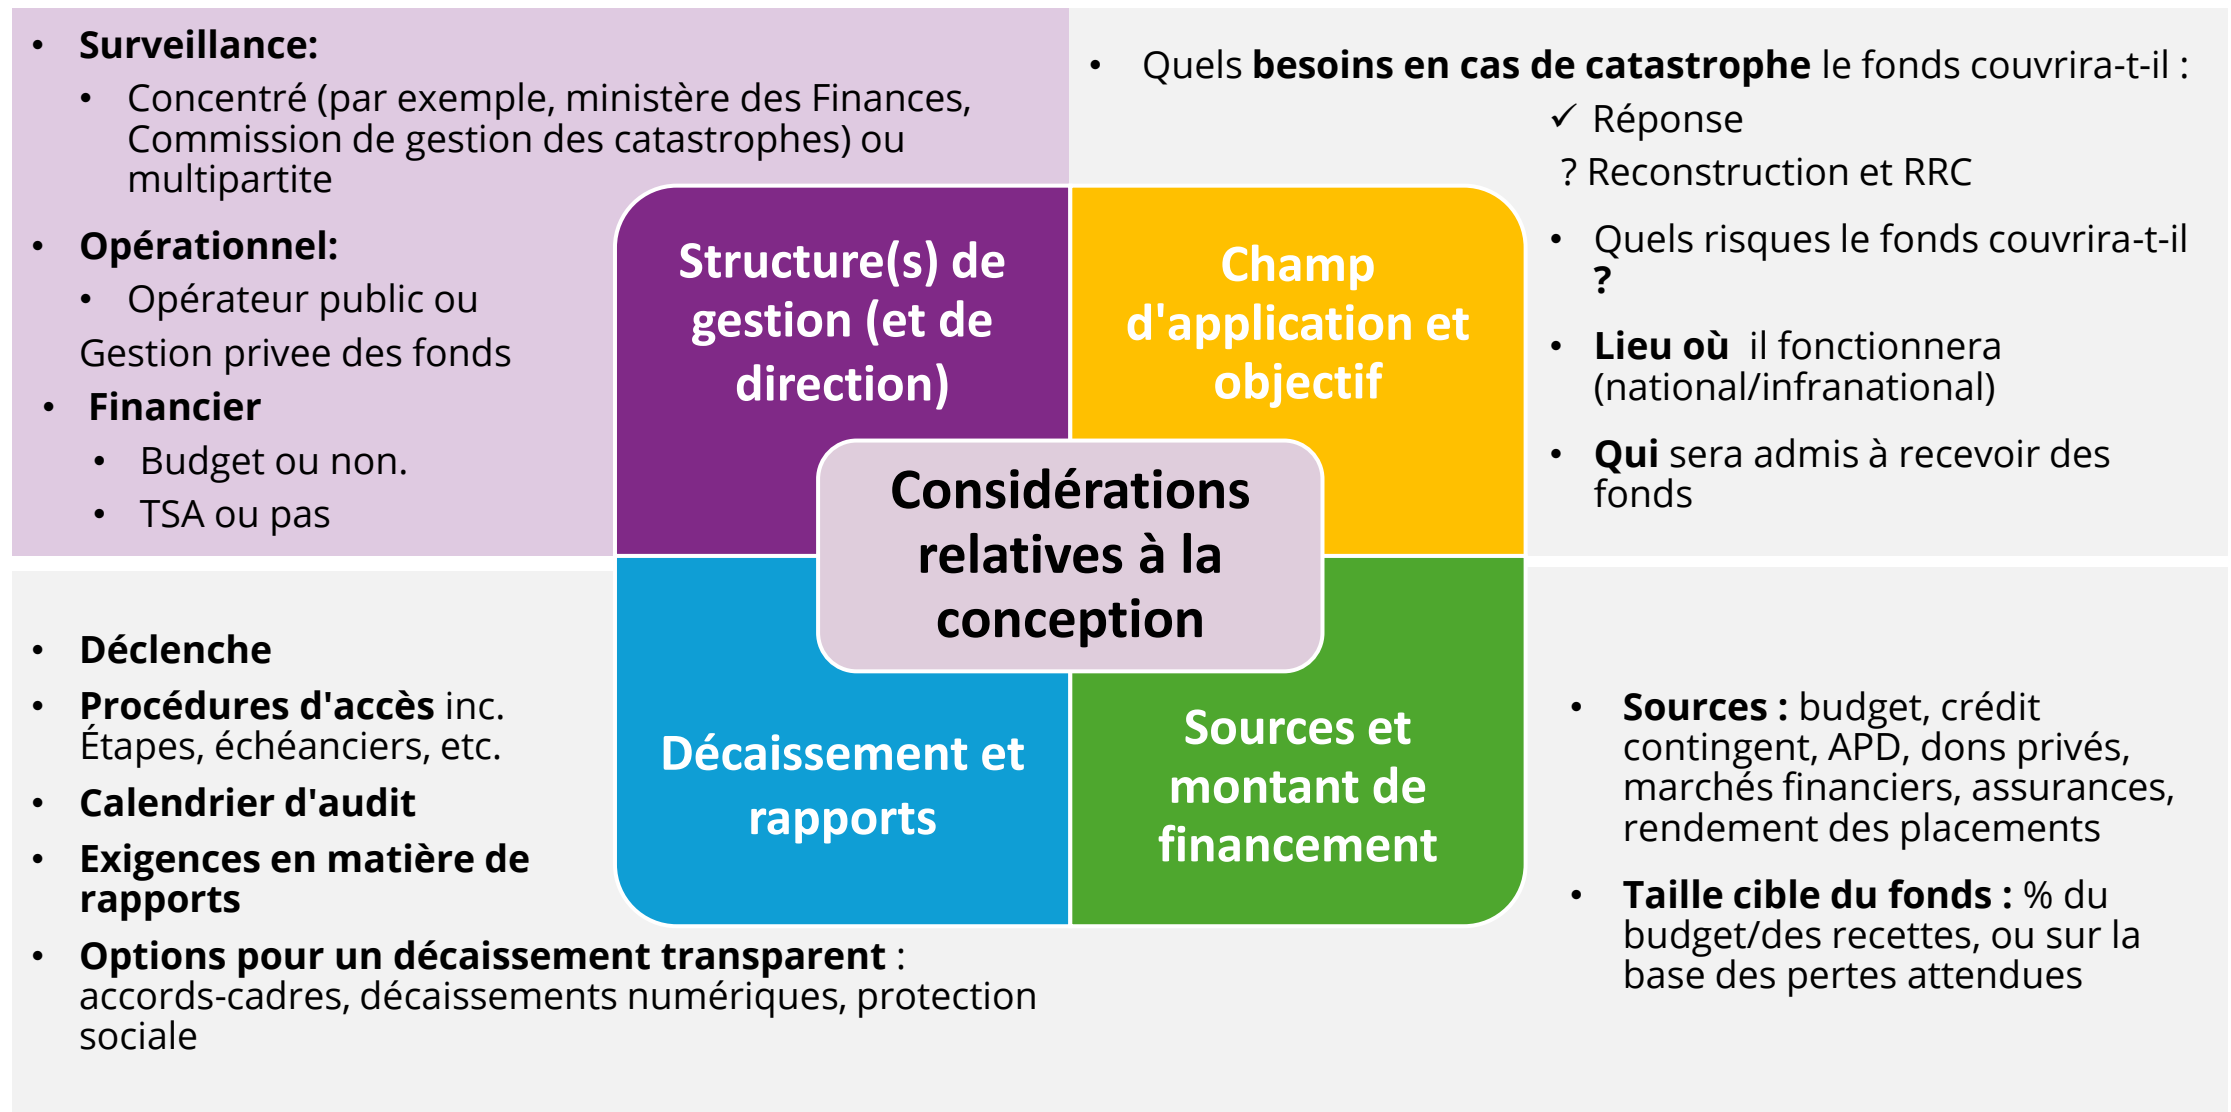 • Surveillance:
• Concentré (par exemple, ministère des Finances,
Commission de gestion des catastrophes) ou
multipartite
• Opérationnel:
• Opérateur public ou
Gestion privee des fonds
• Financier
• Budget ou non.
• TSA ou pas
• Quels besoins en cas de catastrophe le fonds couvrira-t-il :
✓ Réponse
? Reconstruction et RRC
• Quels risques le fonds couvrira-t-il
?
• Lieu où il fonctionnera
(national/infranational)
• Qui sera admis à recevoir des
fonds
Structure(s) de
gestion (et de
direction)
Champ
d'application et
objectif
Considérations
relatives à la
conception
Décaissement et
rapports
Sources et
montant de
financement
• Déclenche
• Procédures d'accès inc.
Étapes, échéanciers, etc.
• Calendrier d'audit
• Exigences en matière de
rapports
• Options pour un décaissement transparent :
accords-cadres, décaissements numériques, protection
sociale
• Sources : budget, crédit
contingent, APD, dons privés,
marchés financiers, assurances,
rendement des placements
• Taille cible du fonds : % du
budget/des recettes, ou sur la
base des pertes attendues